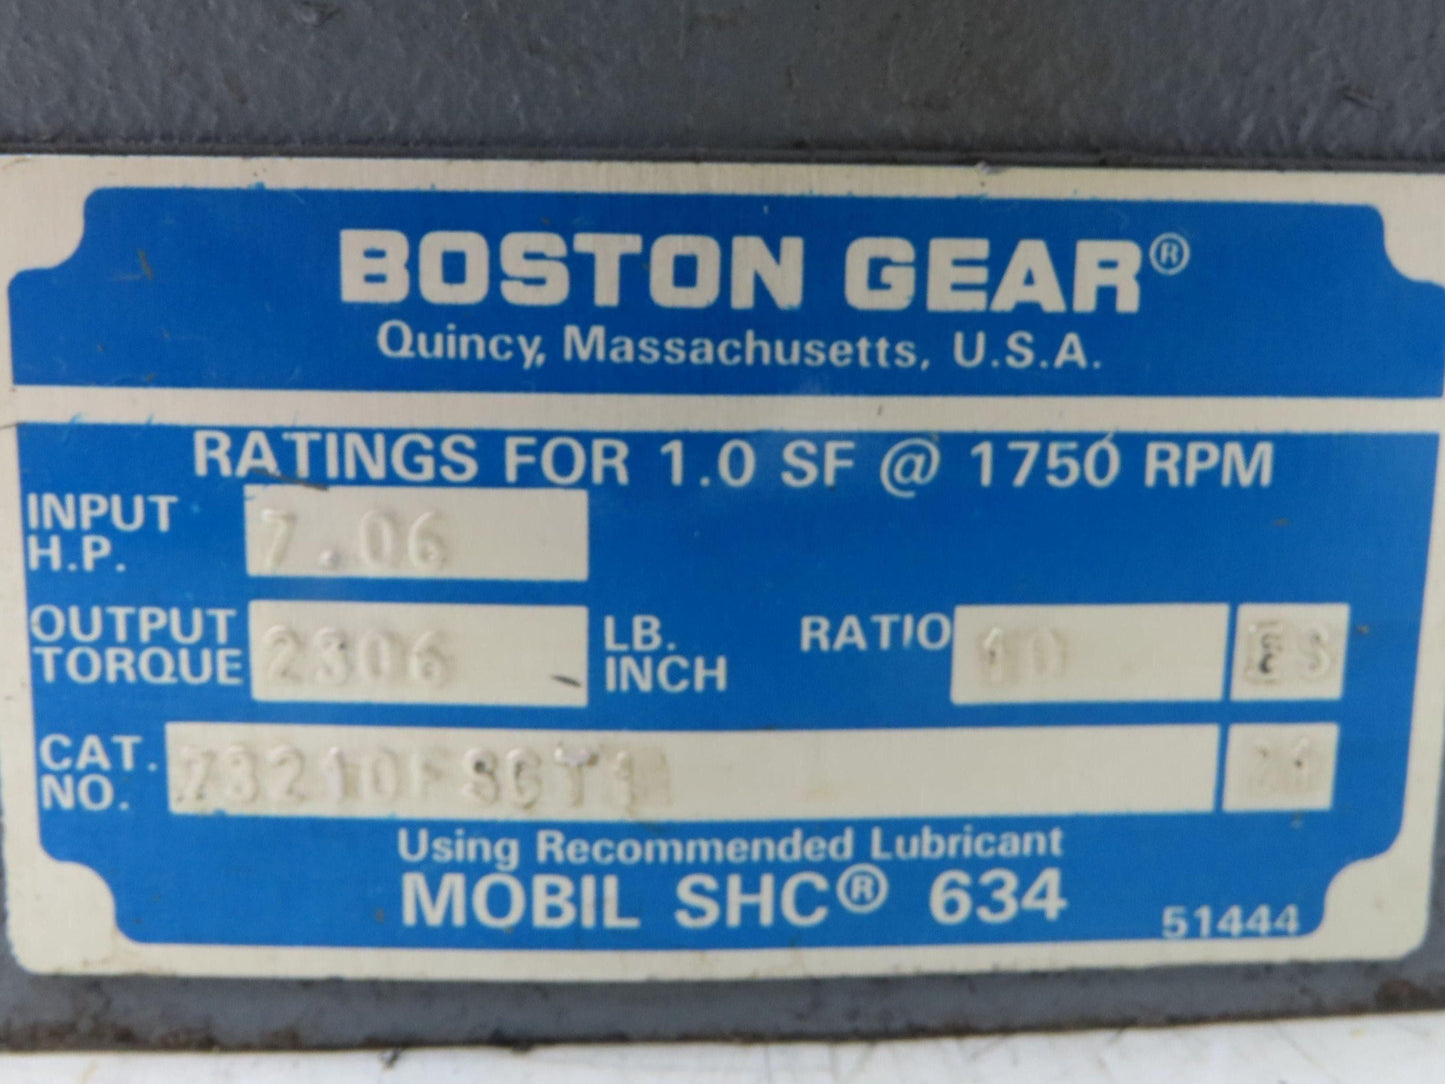 BOSTON GEAR®
Quincy, Massachusetts, U.S.A.
RATINGS FOR 1.0 SF @ 1750 RPM
INPUT H.P. 7.06
OUTPUT TORQUE 2306 LB. INCH RATIO 10
CAT. NO.
Using Recommended Lubricant
MOBIL SHC® 634
51444